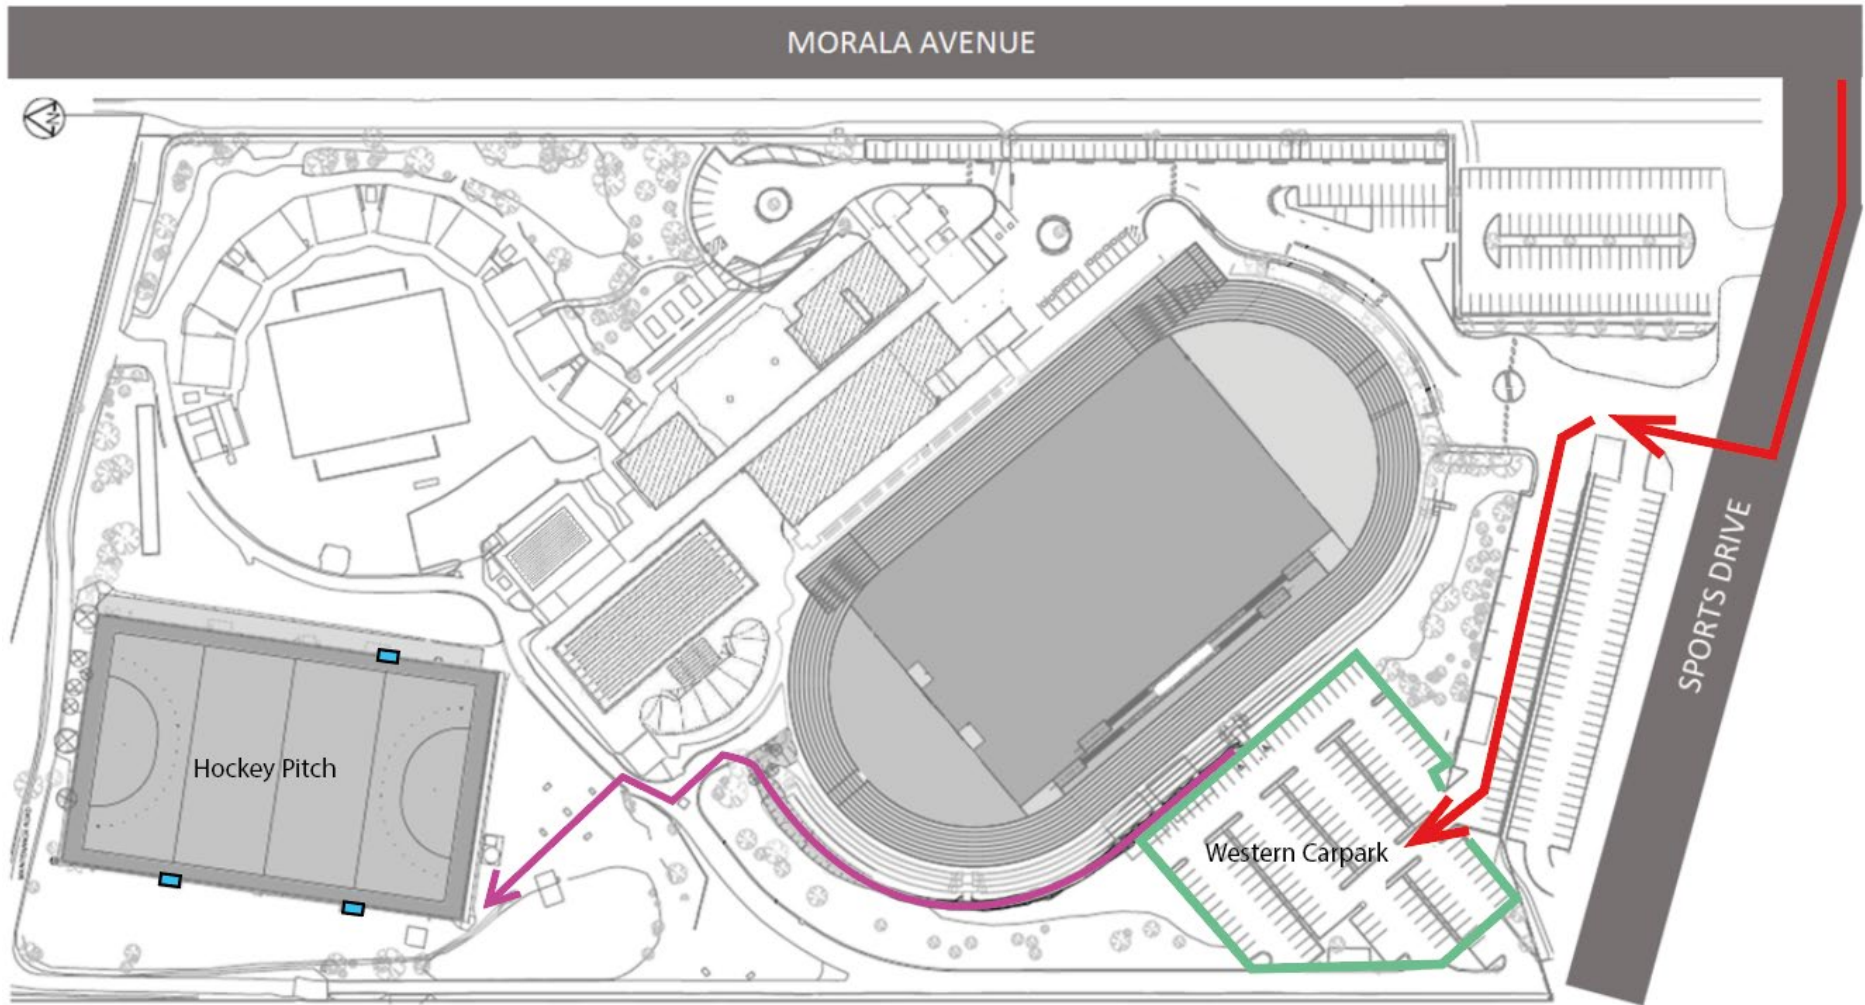 MORALA AVENUE
N
SPORTS DRIVE
Hockey Pitch
Western Carpark